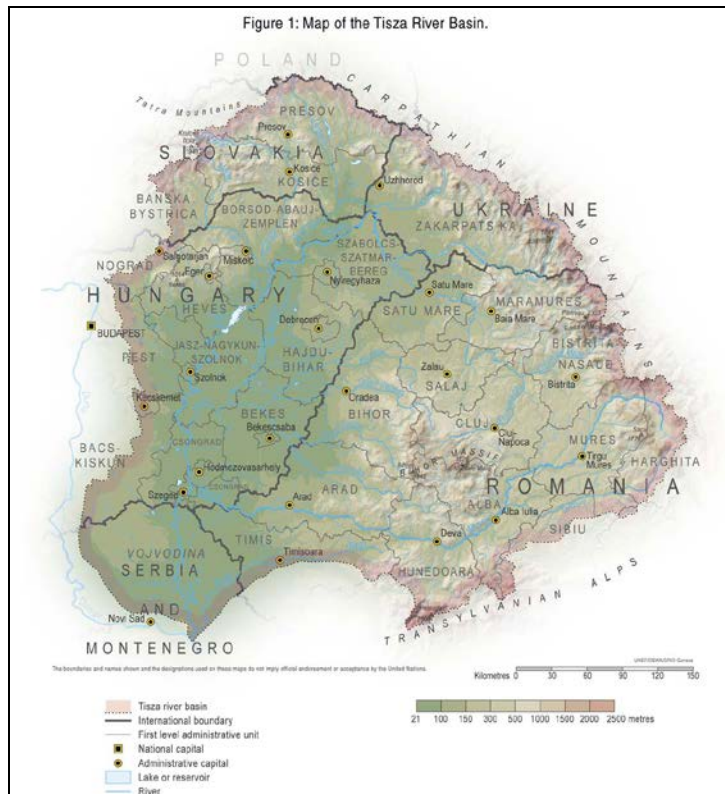 Figure 1: Map of the Tisza River Basin.
POLAND
Tatra Mountains
CARPATHIAN
MOUNTAINS
PRESOV
Presov
SLOVAKIA
Kosice
KOSICE
Uzhhorod
BANSKA
BYSTRICA
BORSOD ABAUJ-
ZEMPLEN
UKRAINE
ZAKARPATS'KA
NOGRAD
Salgotarjan
Miskolc
Eger
SZABOLCS-
SZATMAR-
BEREG
Nyiregyhaza
HUNGARY
HEVES
Satu Mare
SATU MARE
MARAMURES
Baia Mare
BUDAPEST
Debrecen
BISTRITA
NASAUE
Bistrita
PEST
JASZ-NAGYKUN-
SZOLNOK
Szolnok
HAJDU-
BIHAR
Zalau
SALAJ
Kecskemet
Oradea
BIHOR
BEKES
Bekescsaba
CLUJ
Cluj-
Napoca
BACS-
KISKUN
CSONGRAD
MURES
Tirgu
Mures
HARGHITA
Hodmezovasarhely
MASSIF
ROMANIA
Szeged
Arad
ARAD
ALBA
Alba Iulia
SIBIU
VOJVODINA
SERBIA
TIMIS
Timisoara
Deva
HUNEDOARA
AND
Novi Sad
MONTENEGRO
TRANSYLVANIAN ALPS
The boundaries and names shown and the designations used on these maps do not imply official endorsement or acceptance by the United Nations.
Kilometres 0 30 60 90 120 150
Tisza river basin
International boundary
First level administrative unit
National capital
Administrative capital
Lake or reservoir
River
21 100 150 300 500 1000 1500 2000 2500 metres